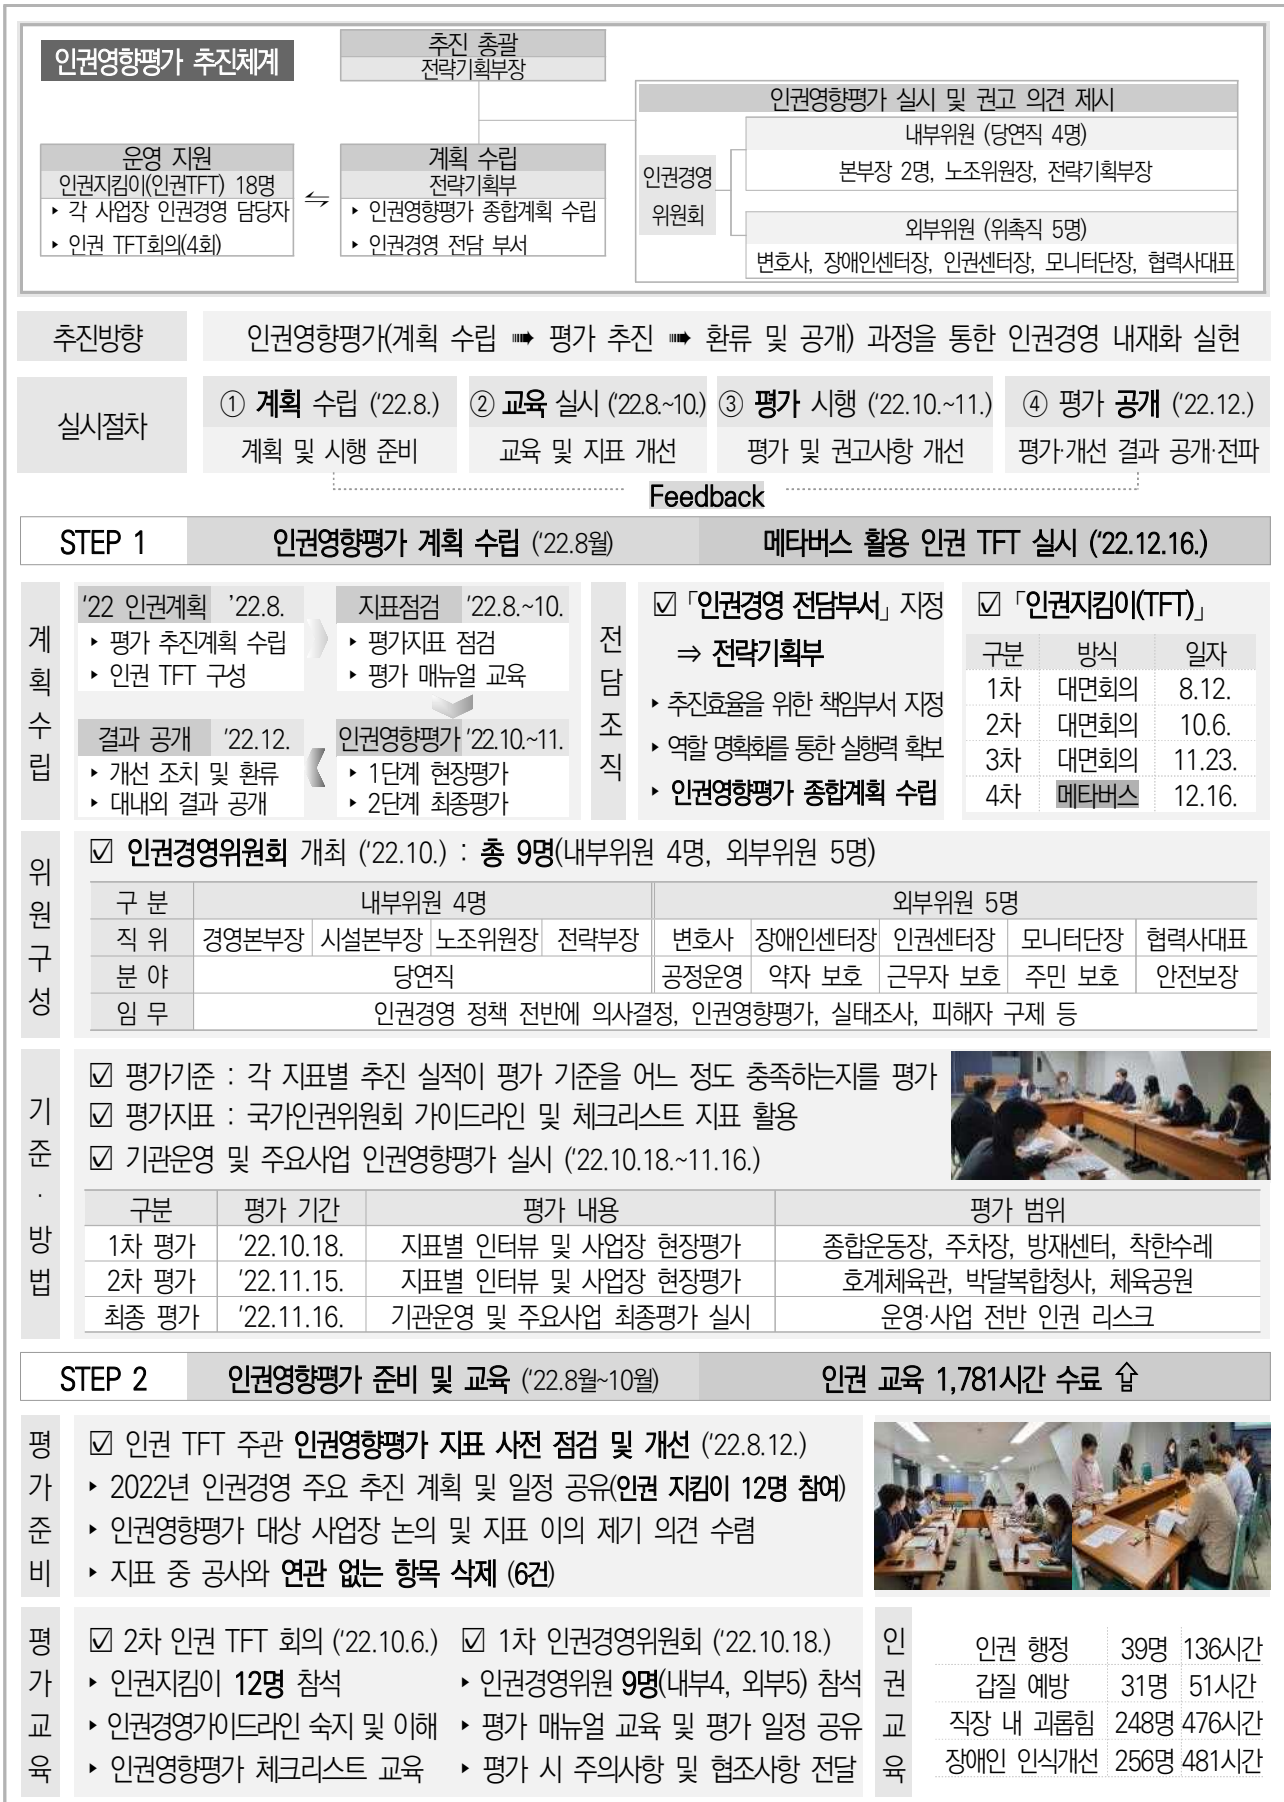 인권영향평가 추진체계
추진 총괄
전략기획부장
운영 지원
인권지킴이(인권TFT) 18명
‣ 각 사업장 인권경영 담당자
‣ 인권 TFT회의(4회)
⇆
계획 수립
전략기획부
‣ 인권영향평가 종합계획 수립
‣ 인권경영 전담 부서
인권영향평가 실시 및 권고 의견 제시
인권경영
위원회
내부위원 (당연직 4명)
본부장 2명, 노조위원장, 전략기획부장
외부위원 (위촉직 5명)
변호사, 장애인센터장, 인권센터장, 모니터단장, 협력사대표
추진방향
인권영향평가(계획 수립 ➠ 평가 추진 ➠ 환류 및 공개) 과정을 통한 인권경영 내재화 실현
실시절차
① 계획 수립 (‘22.8.)
계획 및 시행 준비
② 교육 실시 (‘22.8.~10.)
교육 및 지표 개선
③ 평가 시행 (‘22.10.~11.)
평가 및 권고사항 개선
④ 평가 공개 (‘22.12.)
평가·개선 결과 공개·전파
Feedback
STEP 1 인권영향평가 계획 수립 (‘22.8월) 메타버스 활용 인권 TFT 실시 (‘22.12.16.)
계획수립
'22 인권계획 ’22.8.
‣ 평가 추진계획 수립
‣ 인권 TFT 구성
지표점검 '22.8.~10.
‣ 평가지표 점검
‣ 평가 매뉴얼 교육
결과 공개 '22.12.
‣ 개선 조치 및 환류
‣ 대내외 결과 공개
인권영향평가 '22.10.~11.
‣ 1단계 현장평가
‣ 2단계 최종평가
전담조직
☑「인권경영 전담부서」 지정
⇒ 전략기획부
‣ 추진효율을 위한 책임부서 지정
‣ 역할 명확화를 통한 실행력 확보
‣ 인권영향평가 종합계획 수립
☑ 「인권지킴이(TFT)」
구분 방식 일자
1차 대면회의 8.12.
2차 대면회의 10.6.
3차 대면회의 11.23.
4차 메타버스 12.16.
위원구성
☑ 인권경영위원회 개최 (‘22.10.) : 총 9명(내부위원 4명, 외부위원 5명)
구 분 내부위원 4명 외부위원 5명
직 위 경영본부장 시설본부장 노조위원장 전략부장 변호사 장애인센터장 인권센터장 모니터단장 협력사대표
분 야 당연직 공정운영 약자 보호 근무자 보호 주민 보호 안전보장
임 무 인권경영 정책 전반에 의사결정, 인권영향평가, 실태조사, 피해자 구제 등
기준·방법
☑ 평가기준 : 각 지표별 추진 실적이 평가 기준을 어느 정도 충족하는지를 평가
☑ 평가지표 : 국가인권위원회 가이드라인 및 체크리스트 지표 활용
☑ 기관운영 및 주요사업 인권영향평가 실시 (‘22.10.18.~11.16.)
구분 평가 기간 평가 내용 평가 범위
1차 평가 '22.10.18. 지표별 인터뷰 및 사업장 현장평가 종합운동장, 주차장, 방재센터, 착한수레
2차 평가 '22.11.15. 지표별 인터뷰 및 사업장 현장평가 호계체육관, 박달복합청사, 체육공원
최종 평가 '22.11.16. 기관운영 및 주요사업 최종평가 실시 운영·사업 전반 인권 리스크
STEP 2 인권영향평가 준비 및 교육 (‘22.8월~10월) 인권 교육 1,781시간 수료 ⇧
평가준비
☑ 인권 TFT 주관 인권영향평가 지표 사전 점검 및 개선 (‘22.8.12.)
‣ 2022년 인권경영 주요 추진 계획 및 일정 공유(인권 지킴이 12명 참여)
‣ 인권영향평가 대상 사업장 논의 및 지표 이의 제기 의견 수렴
‣ 지표 중 공사와 연관 없는 항목 삭제 (6건)
평가교육
☑ 2차 인권 TFT 회의 (‘22.10.6.)
‣ 인권지킴이 12명 참석
‣ 인권경영가이드라인 숙지 및 이해
‣ 인권영향평가 체크리스트 교육
☑ 1차 인권경영위원회 (‘22.10.18.)
‣ 인권경영위원 9명(내부4, 외부5) 참석
‣ 평가 매뉴얼 교육 및 평가 일정 공유
‣ 평가 시 주의사항 및 협조사항 전달
인권교육
인권 행정 39명 136시간
갑질 예방 31명 51시간
직장 내 괴롭힘 248명 476시간
장애인 인식개선 256명 481시간